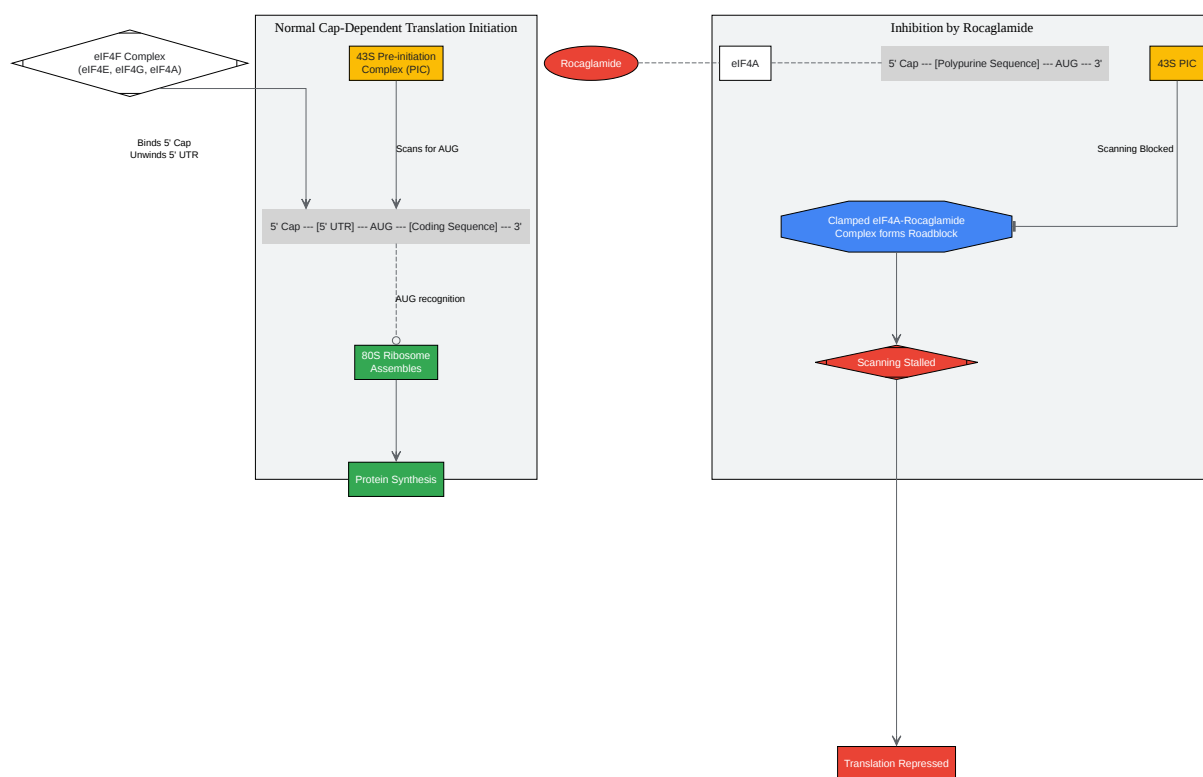 Normal Cap-Dependent Translation Initiation
eIF4F Complex
(eIF4E, eIF4G, eIF4A)
43S Pre-initiation
Complex (PIC)
Binds 5' Cap
Unwinds 5' UTR
Scans for AUG
5' Cap --- [5' UTR] --- AUG --- [Coding Sequence] --- 3'
AUG recognition
80S Ribosome
Assembles
Protein Synthesis
Inhibition by Rocaglamide
Rocaglamide
eIF4A
5' Cap --- [Polypurine Sequence] --- AUG --- 3'
43S PIC
Scanning Blocked
Clamped eIF4A-Rocaglamide
Complex forms Roadblock
Scanning Stalled
Translation Repressed